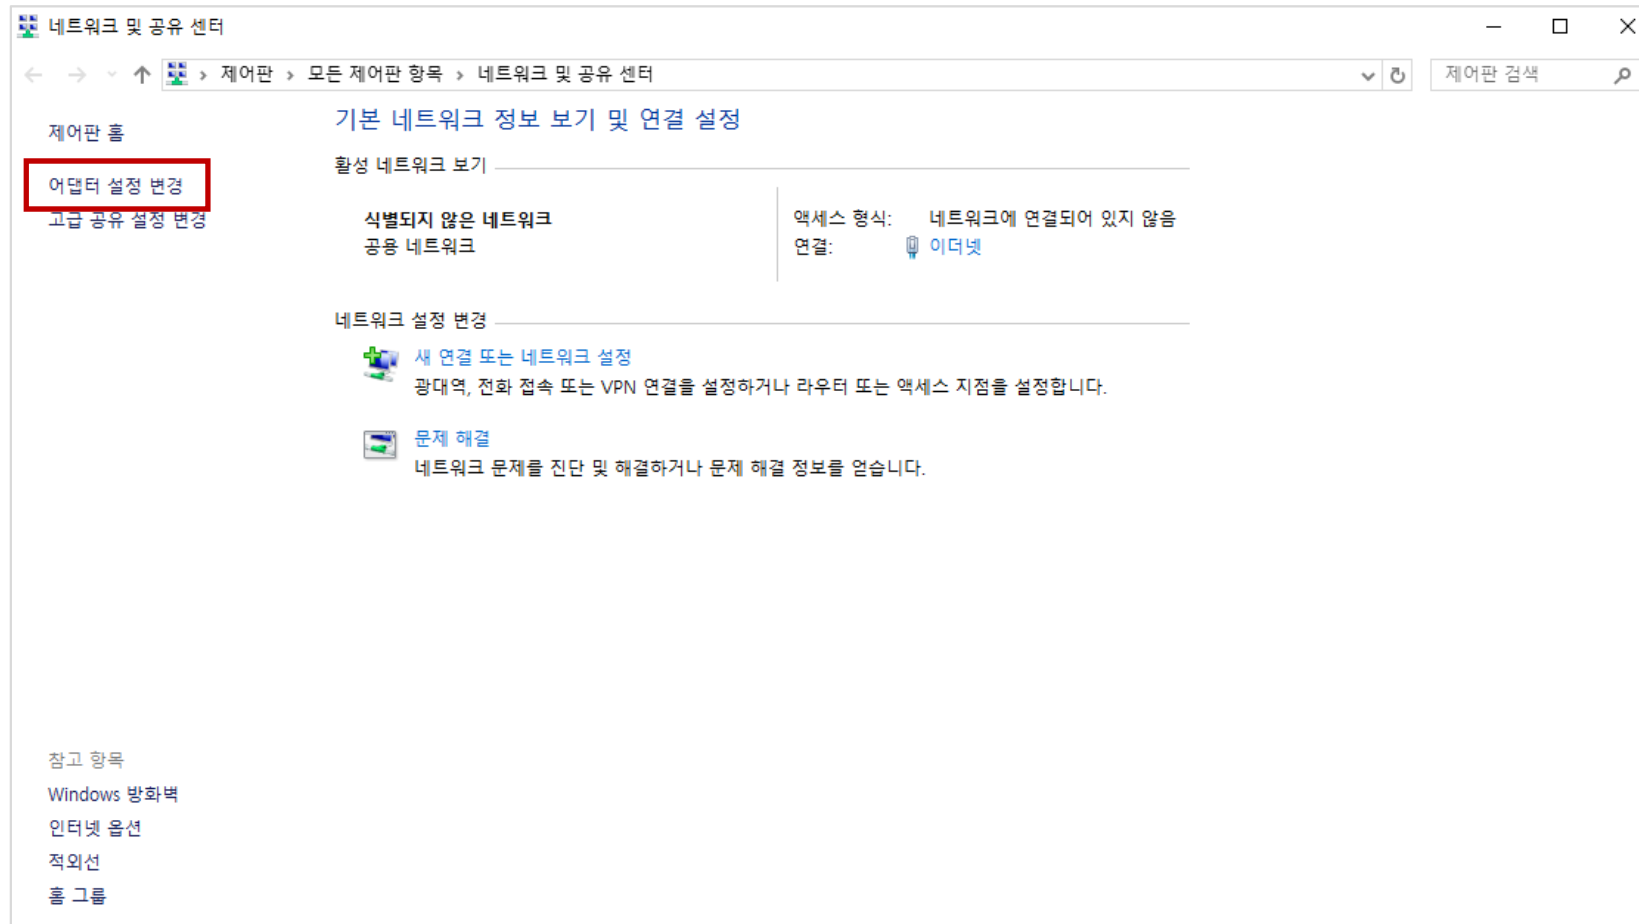 네트워크 및 공유 센터
제어판 › 모든 제어판 항목 › 네트워크 및 공유 센터
제어판 검색
제어판 홈
어댑터 설정 변경
고급 공유 설정 변경
기본 네트워크 정보 보기 및 연결 설정
활성 네트워크 보기
식별되지 않은 네트워크
공용 네트워크
액세스 형식: 네트워크에 연결되어 있지 않음
연결: 이더넷
네트워크 설정 변경
새 연결 또는 네트워크 설정
광대역, 전화 접속 또는 VPN 연결을 설정하거나 라우터 또는 액세스 지점을 설정합니다.
문제 해결
네트워크 문제를 진단 및 해결하거나 문제 해결 정보를 얻습니다.
참고 항목
Windows 방화벽
인터넷 옵션
적외선
홈 그룹